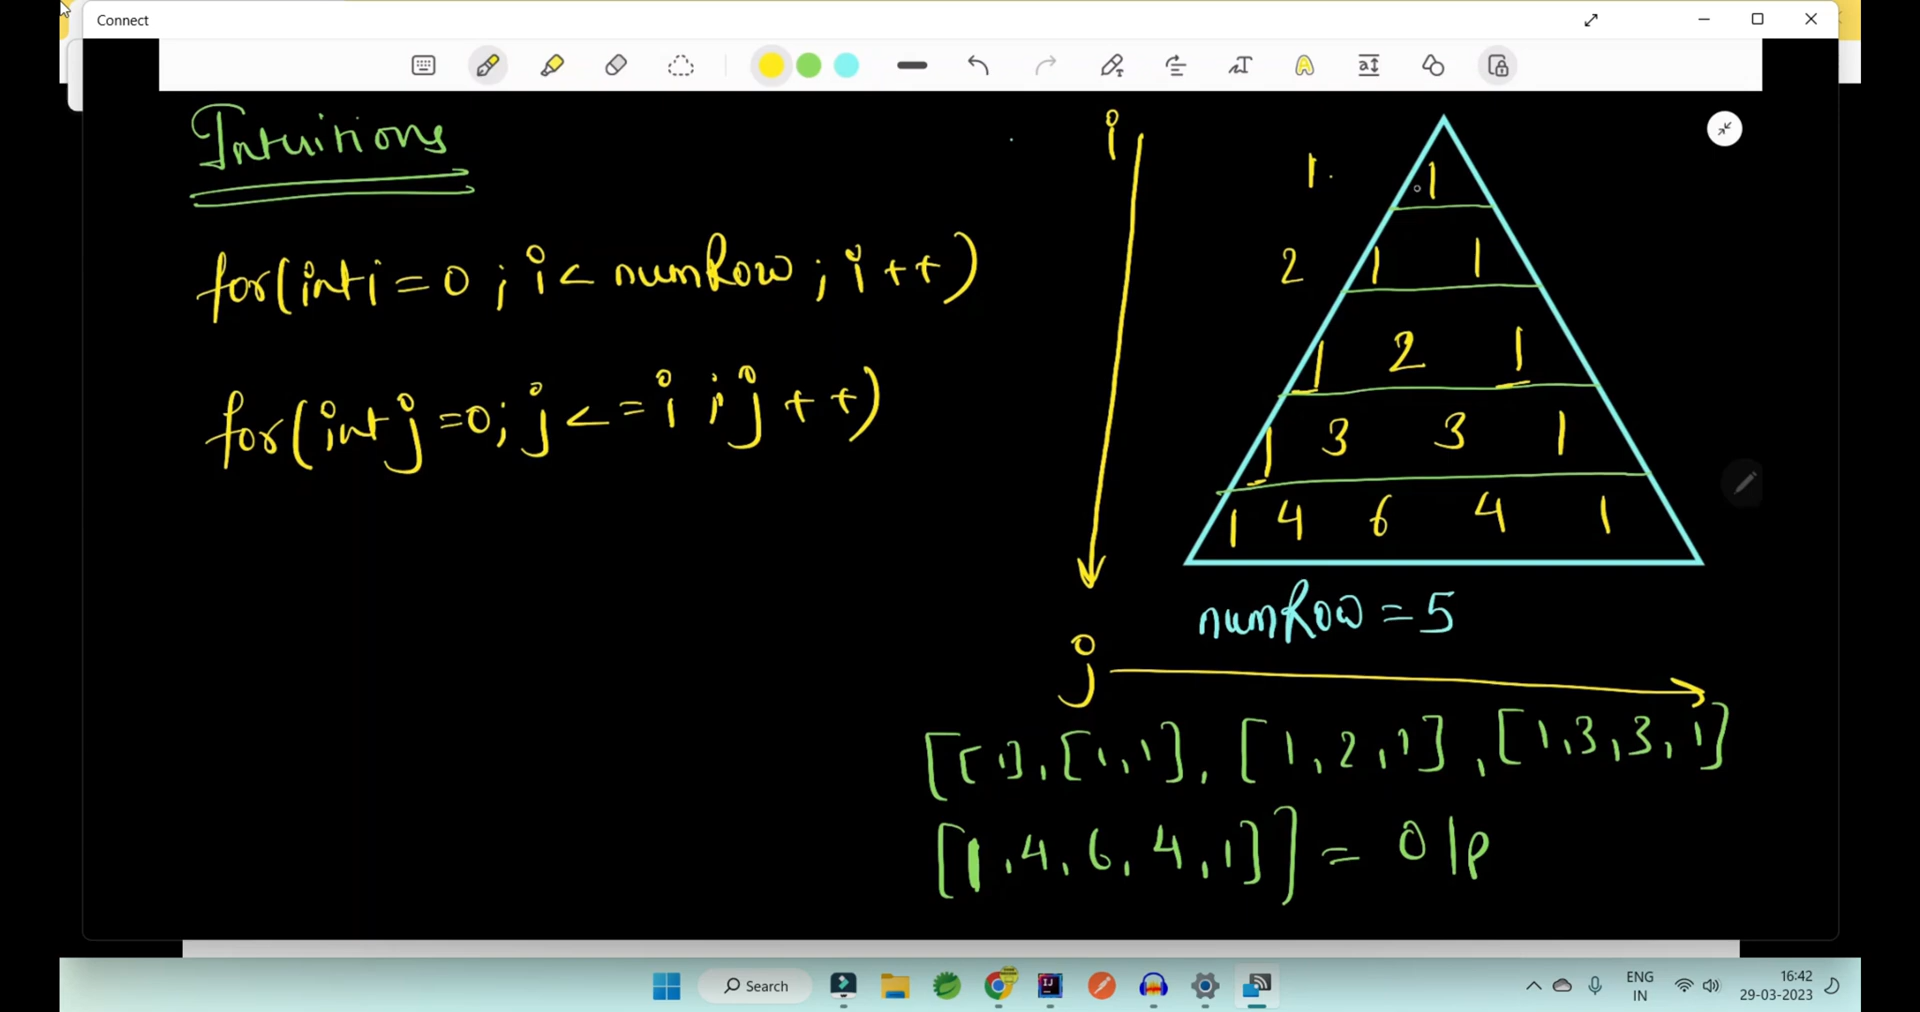 Connect
Intuitions
for(int i = 0 ; i < numRow ; i ++)
for(int j = 0; j <= i ; j ++)
i
1.
1
2
1 1
1 2 1
1 3 3 1
1 4 6 4 1
numRow = 5
j
[[1], [1,1], [1,2,1], [1,3,3,1]
[1,4,6,4,1]] = O|p
Search
ENG
IN
16:42
29-03-2023